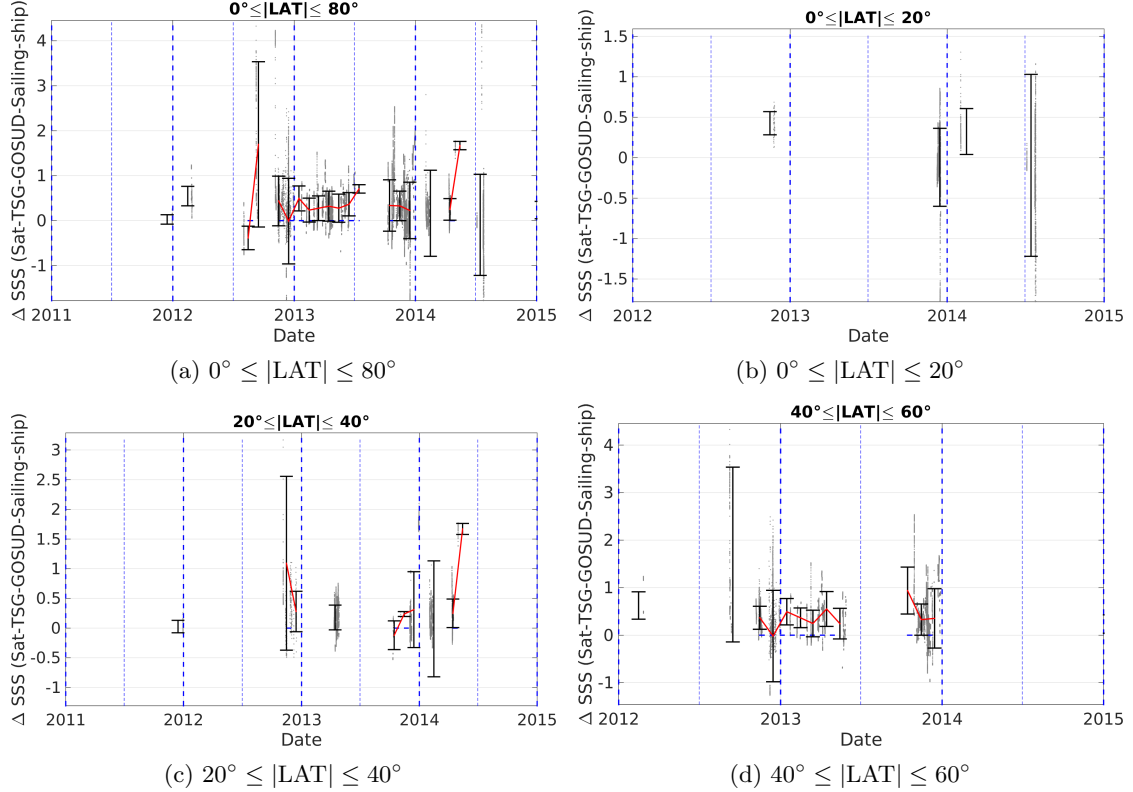 0°≤|LAT|≤ 80°
Δ SSS (Sat-TSG-GOSUD-Sailing-ship)
4
3
2
1
0
-1
2011 2012 2013 2014 2015
Date
(a) 0° ≤ |LAT| ≤ 80°
0°≤|LAT|≤ 20°
Δ SSS (Sat-TSG-GOSUD-Sailing-ship)
1.5
1
0.5
0
-0.5
-1
-1.5
2012 2013 2014 2015
Date
(b) 0° ≤ |LAT| ≤ 20°
20°≤|LAT|≤ 40°
Δ SSS (Sat-TSG-GOSUD-Sailing-ship)
3
2.5
2
1.5
1
0.5
0
-0.5
-1
2011 2012 2013 2014 2015
Date
(c) 20° ≤ |LAT| ≤ 40°
40°≤|LAT|≤ 60°
Δ SSS (Sat-TSG-GOSUD-Sailing-ship)
4
3
2
1
0
-1
2012 2013 2014 2015
Date
(d) 40° ≤ |LAT| ≤ 60°